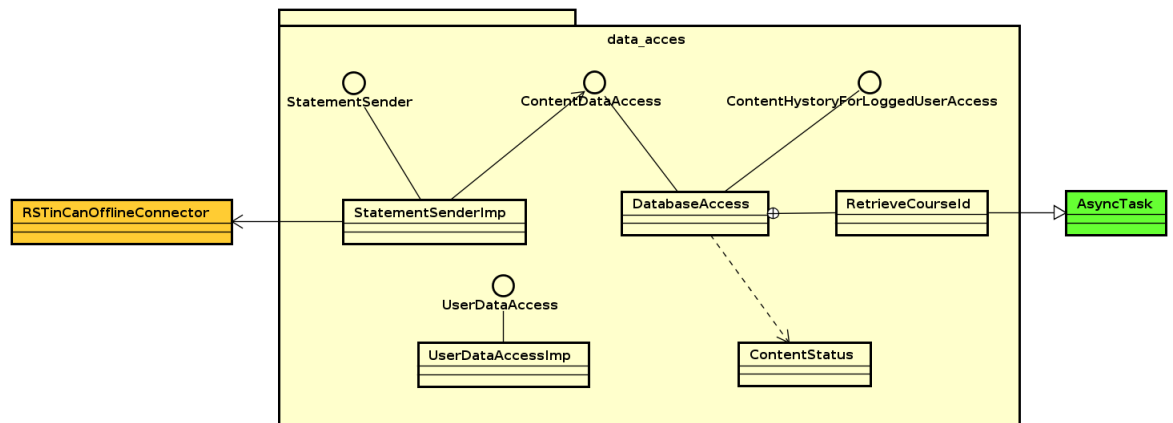 data_acces
StatementSender
ContentDataAccess
ContentHystoryForLoggedUserAccess
RSTinCanOfflineConnector
StatementSenderImp
DatabaseAccess
RetrieveCourseId
AsyncTask
UserDataAccess
UserDataAccessImp
ContentStatus